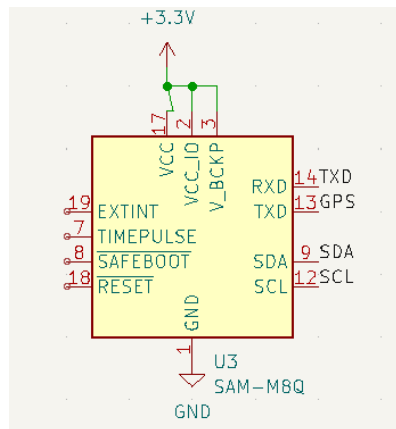 +3.3V
17
2
3
VCC
VCC_IO
V_BCKP
RXD
14
TXD
TXD
13
GPS
19
EXTINT
7
TIMEPULSE
8
SAFEBOOT
SDA
9
SDA
18
RESET
SCL
12
SCL
GND
1
U3
SAM-M8Q
GND